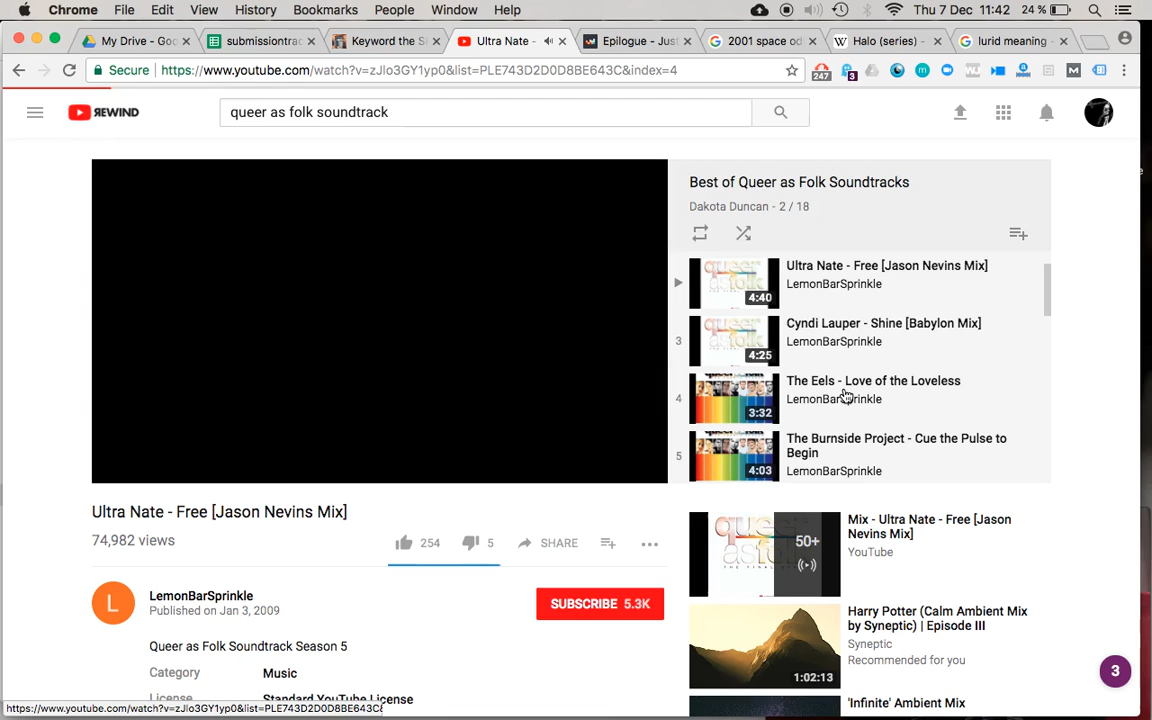 Chrome File Edit View History Bookmarks People Window Help Thu 7 Dec 11:42 24 %
My Drive - Goo submissiontrac Keyword the S Ultra Nate - Epilogue - Just 2001 space od Halo (series) - lurid meaning -
Secure https://www.youtube.com/watch?v=zJlo3GY1yp0&list=PLE743D2D0D8BE643C&index=4 247 3
REWIND queer as folk soundtrack
Best of Queer as Folk Soundtracks
Dakota Duncan - 2 / 18
Ultra Nate - Free [Jason Nevins Mix]
LemonBarSprinkle
4:40
3 Cyndi Lauper - Shine [Babylon Mix]
LemonBarSprinkle
4:25
4 The Eels - Love of the Loveless
LemonBarSprinkle
3:32
5 The Burnside Project - Cue the Pulse to
Begin
LemonBarSprinkle
4:03
Ultra Nate - Free [Jason Nevins Mix]
74,982 views
254 5 SHARE
L LemonBarSprinkle
Published on Jan 3, 2009
SUBSCRIBE 5.3K
Queer as Folk Soundtrack Season 5
Category Music
License Standard YouTube License
Mix - Ultra Nate - Free [Jason
Nevins Mix]
YouTube
50+
Harry Potter (Calm Ambient Mix
by Syneptic) | Episode III
Syneptic
Recommended for you
1:02:13
'Infinite' Ambient Mix
3
https://www.youtube.com/watch?v=zJlo3GY1yp0&list=PLE743D2D0D8BE643C